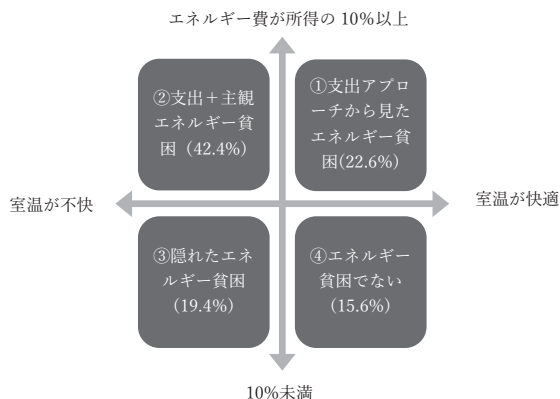 エネルギー費が所得の 10％以上
②支出＋主観
エネルギー貧
困（42.4%）
①支出アプロ
ーチから見た
エネルギー貧
困(22.6%)
室温が不快
室温が快適
③隠れたエネ
ルギー貧困
（19.4%）
④エネルギー
貧困でない
（15.6%）
10%未満